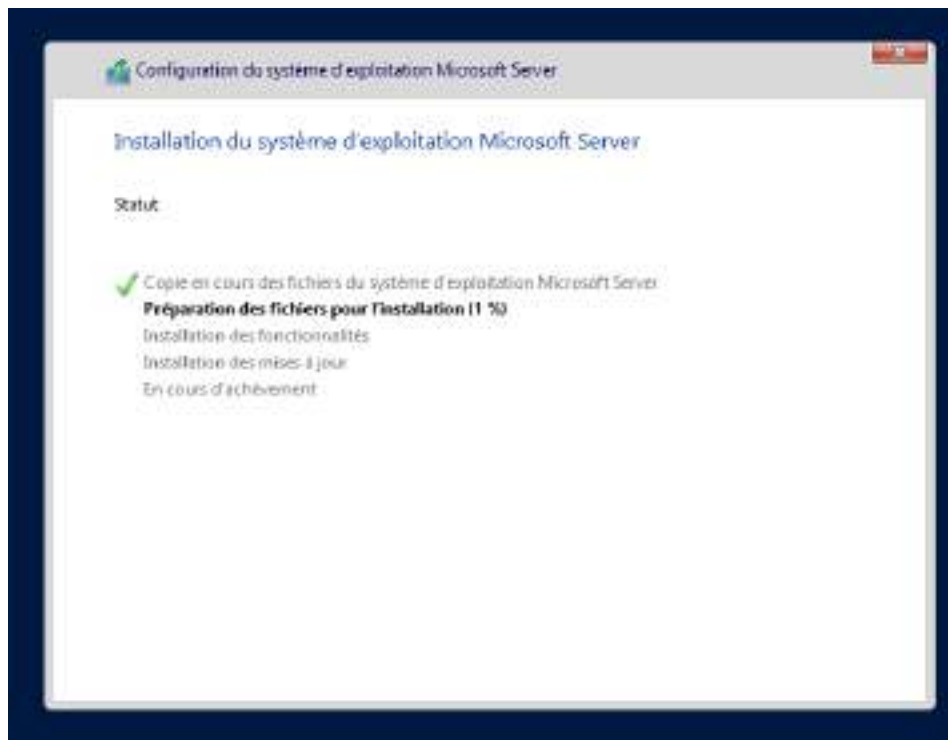 Configuration du système d'exploitation Microsoft Server
Installation du système d'exploitation Microsoft Server
Statut
Copie en cours des fichiers du système d'exploitation Microsoft Server
Préparation des fichiers pour l'installation (1 %)
Installation des fonctionnalités
Installation des mises à jour
En cours d'achèvement